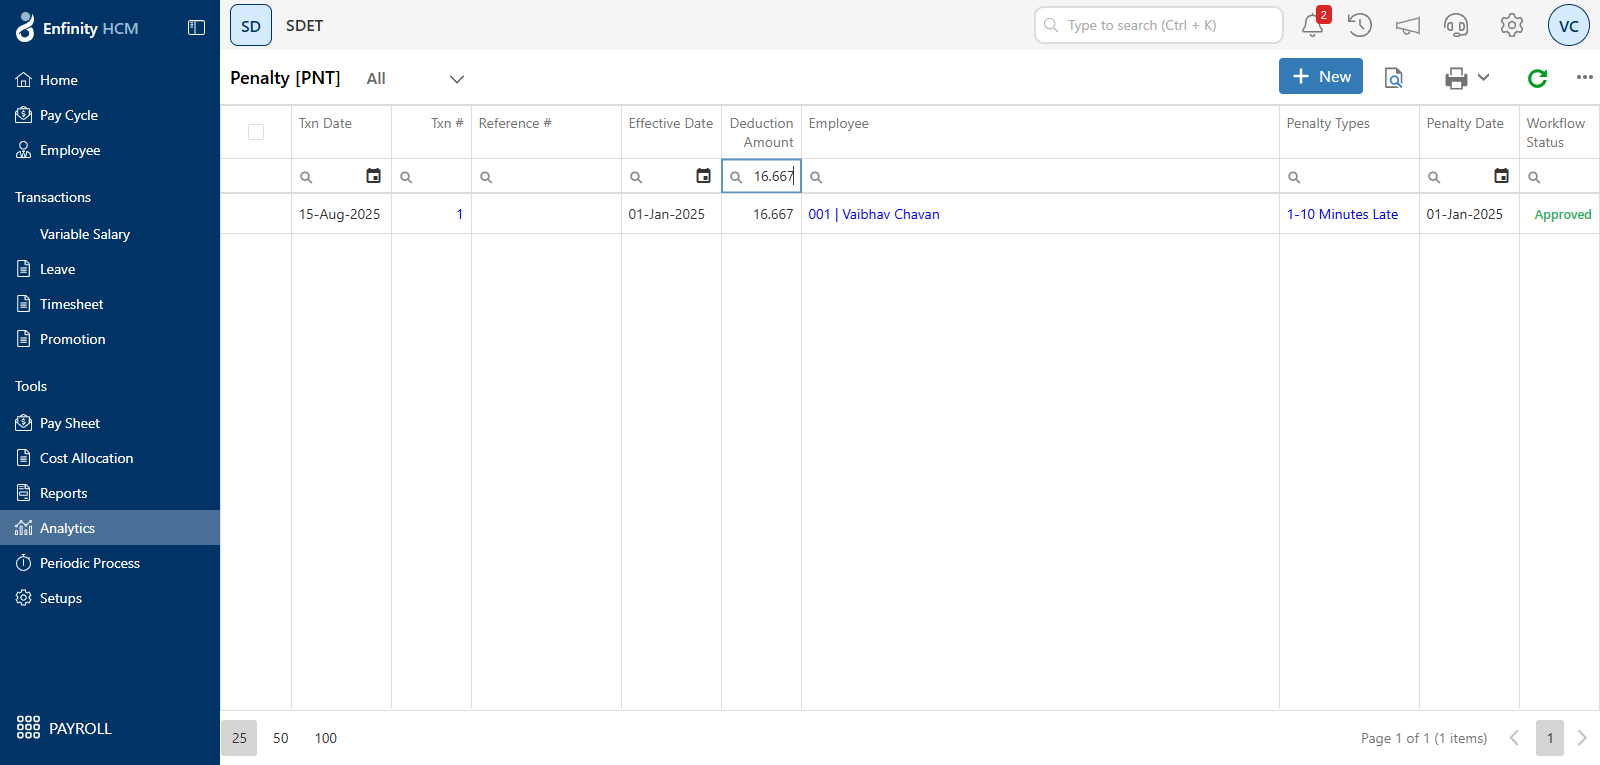 Enfinity HCM
Home
Pay Cycle
Employee
Transactions
Variable Salary
Leave
Timesheet
Promotion
Tools
Pay Sheet
Cost Allocation
Reports
Analytics
Periodic Process
Setups
PAYROLL
SD SDET
Type to search (Ctrl + K)
2
VC
Penalty [PNT] All
New
Txn Date Txn # Reference # Effective Date Deduction Amount Employee Penalty Types Penalty Date Workflow Status
16.667
15-Aug-2025 1 01-Jan-2025 16.667 001 | Vaibhav Chavan 1-10 Minutes Late 01-Jan-2025 Approved
25 50 100
Page 1 of 1 (1 items) 1